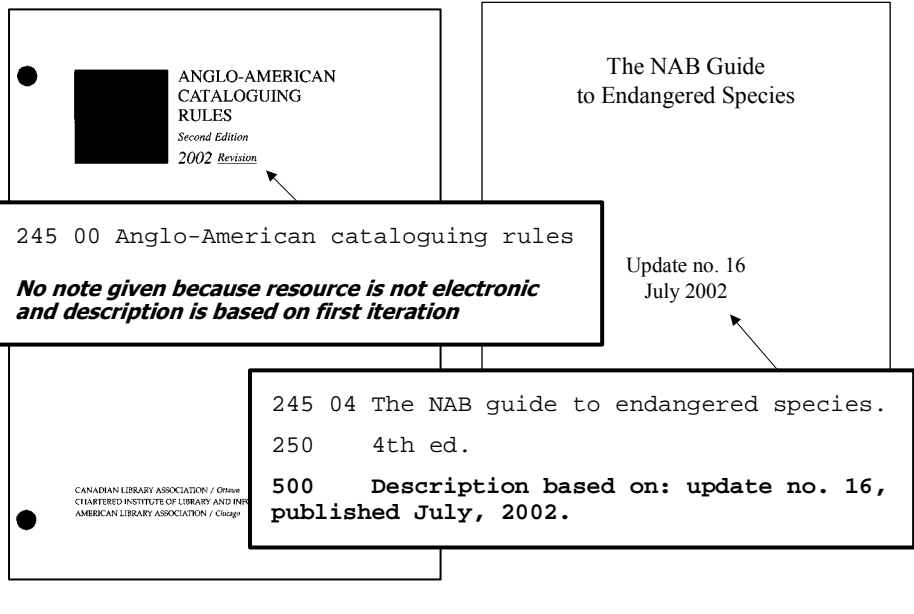 ANGLO-AMERICAN
CATALOGUING
RULES
Second Edition
2002 Revision
The NAB Guide
to Endangered Species
245 00 Anglo-American cataloguing rules
No note given because resource is not electronic
and description is based on first iteration
Update no. 16
July 2002
245 04 The NAB guide to endangered species.
250 4th ed.
500 Description based on: update no. 16,
published July, 2002.
CANADIAN LIBRARY ASSOCIATION / Ottawa
CHARTERED INSTITUTE OF LIBRARY AND
AMERICAN LIBRARY ASSOCIATION / Chicago